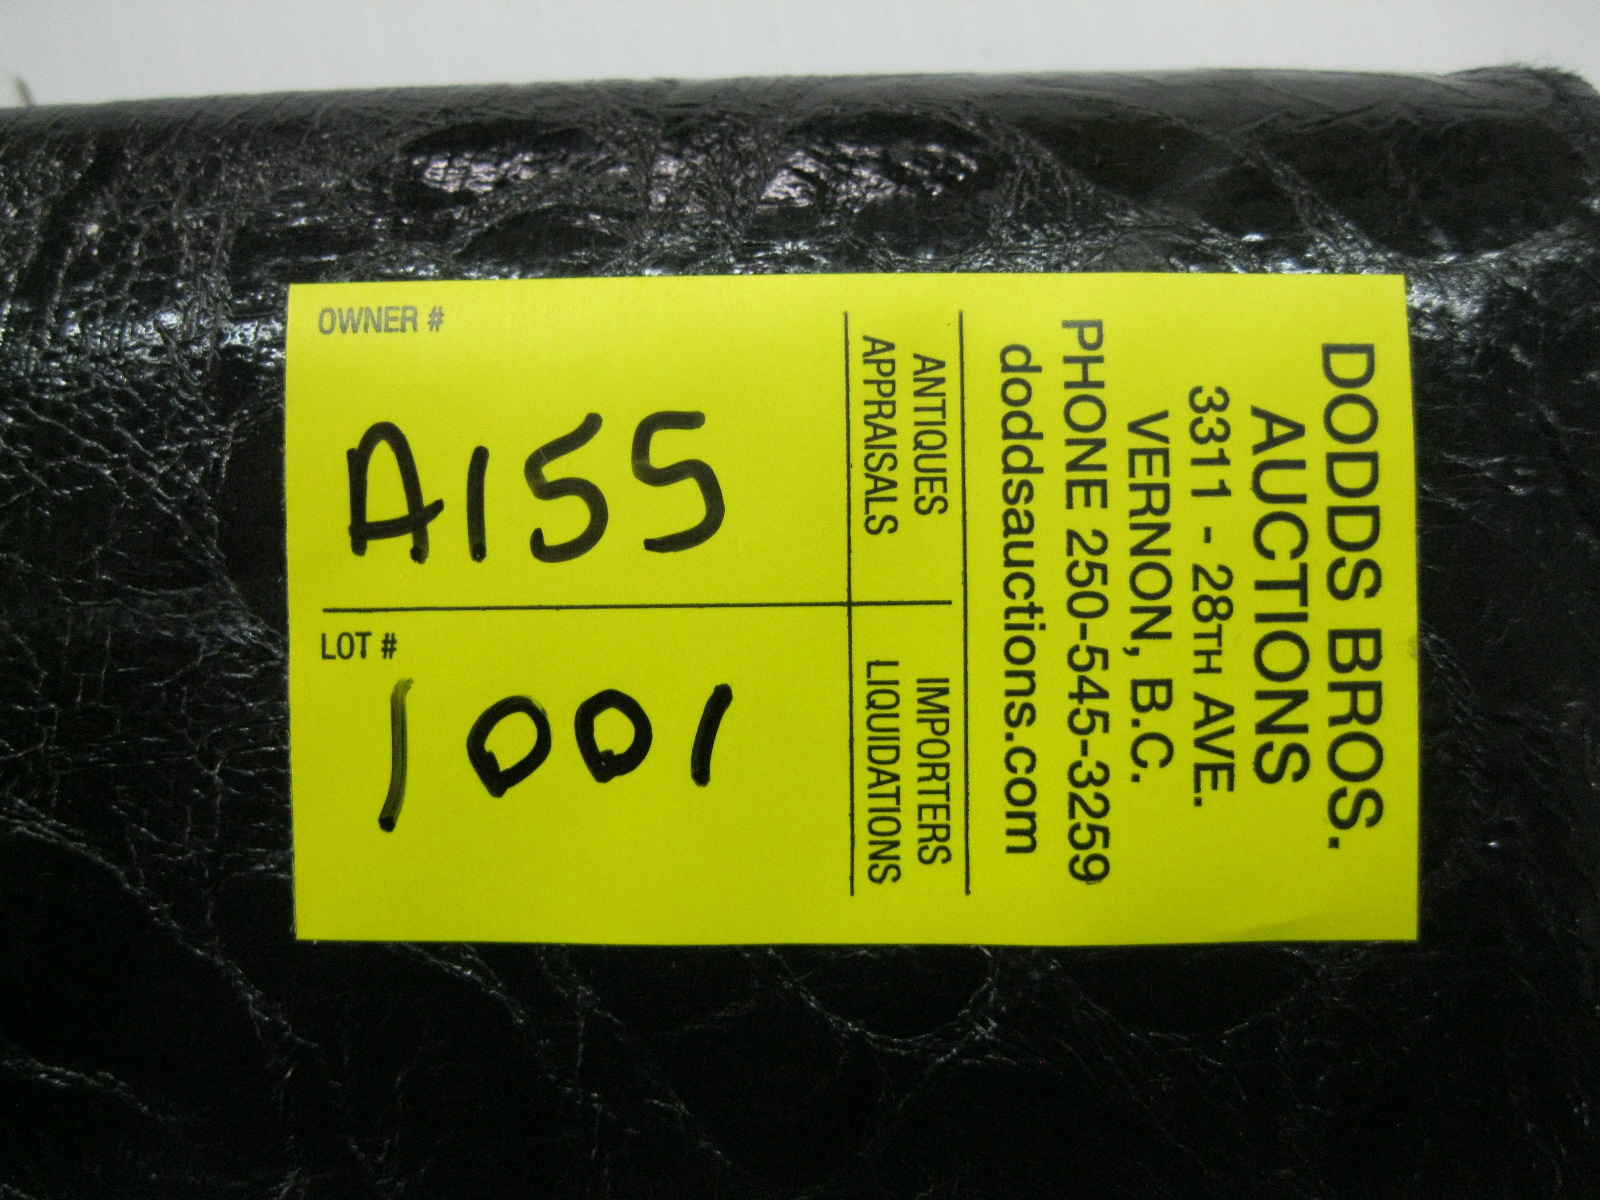 DODDS BROS.
AUCTIONS
3311 - 28TH AVE.
VERNON, B.C.
PHONE 250-545-3259
doddsauctions.com
ANTIQUES
APPRAISALS
IMPORTERS
LIQUIDATIONS
OWNER #
A155
LOT #
1001